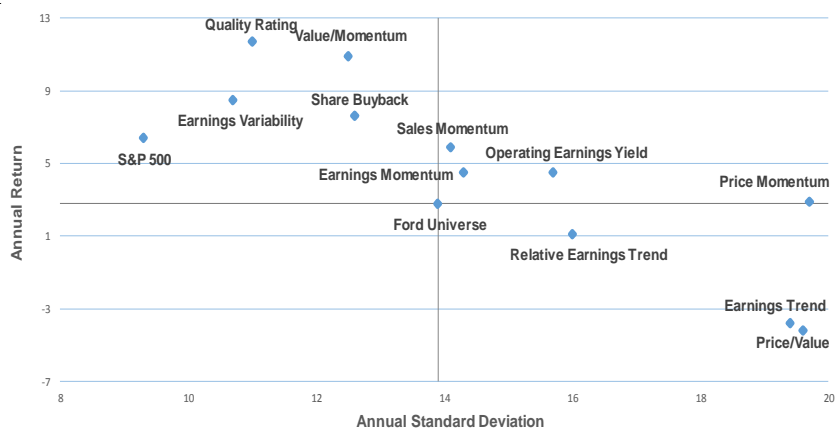 13
Quality Rating
Value/Momentum
9
Share Buyback
Earnings Variability
Sales Momentum
S&P 500
Operating Earnings Yield
5
Earnings Momentum
Price Momentum
Annual Return
Ford Universe
1
Relative Earnings Trend
-3
Earnings Trend
Price/Value
-7
8 10 12 14 16 18 20
Annual Standard Deviation